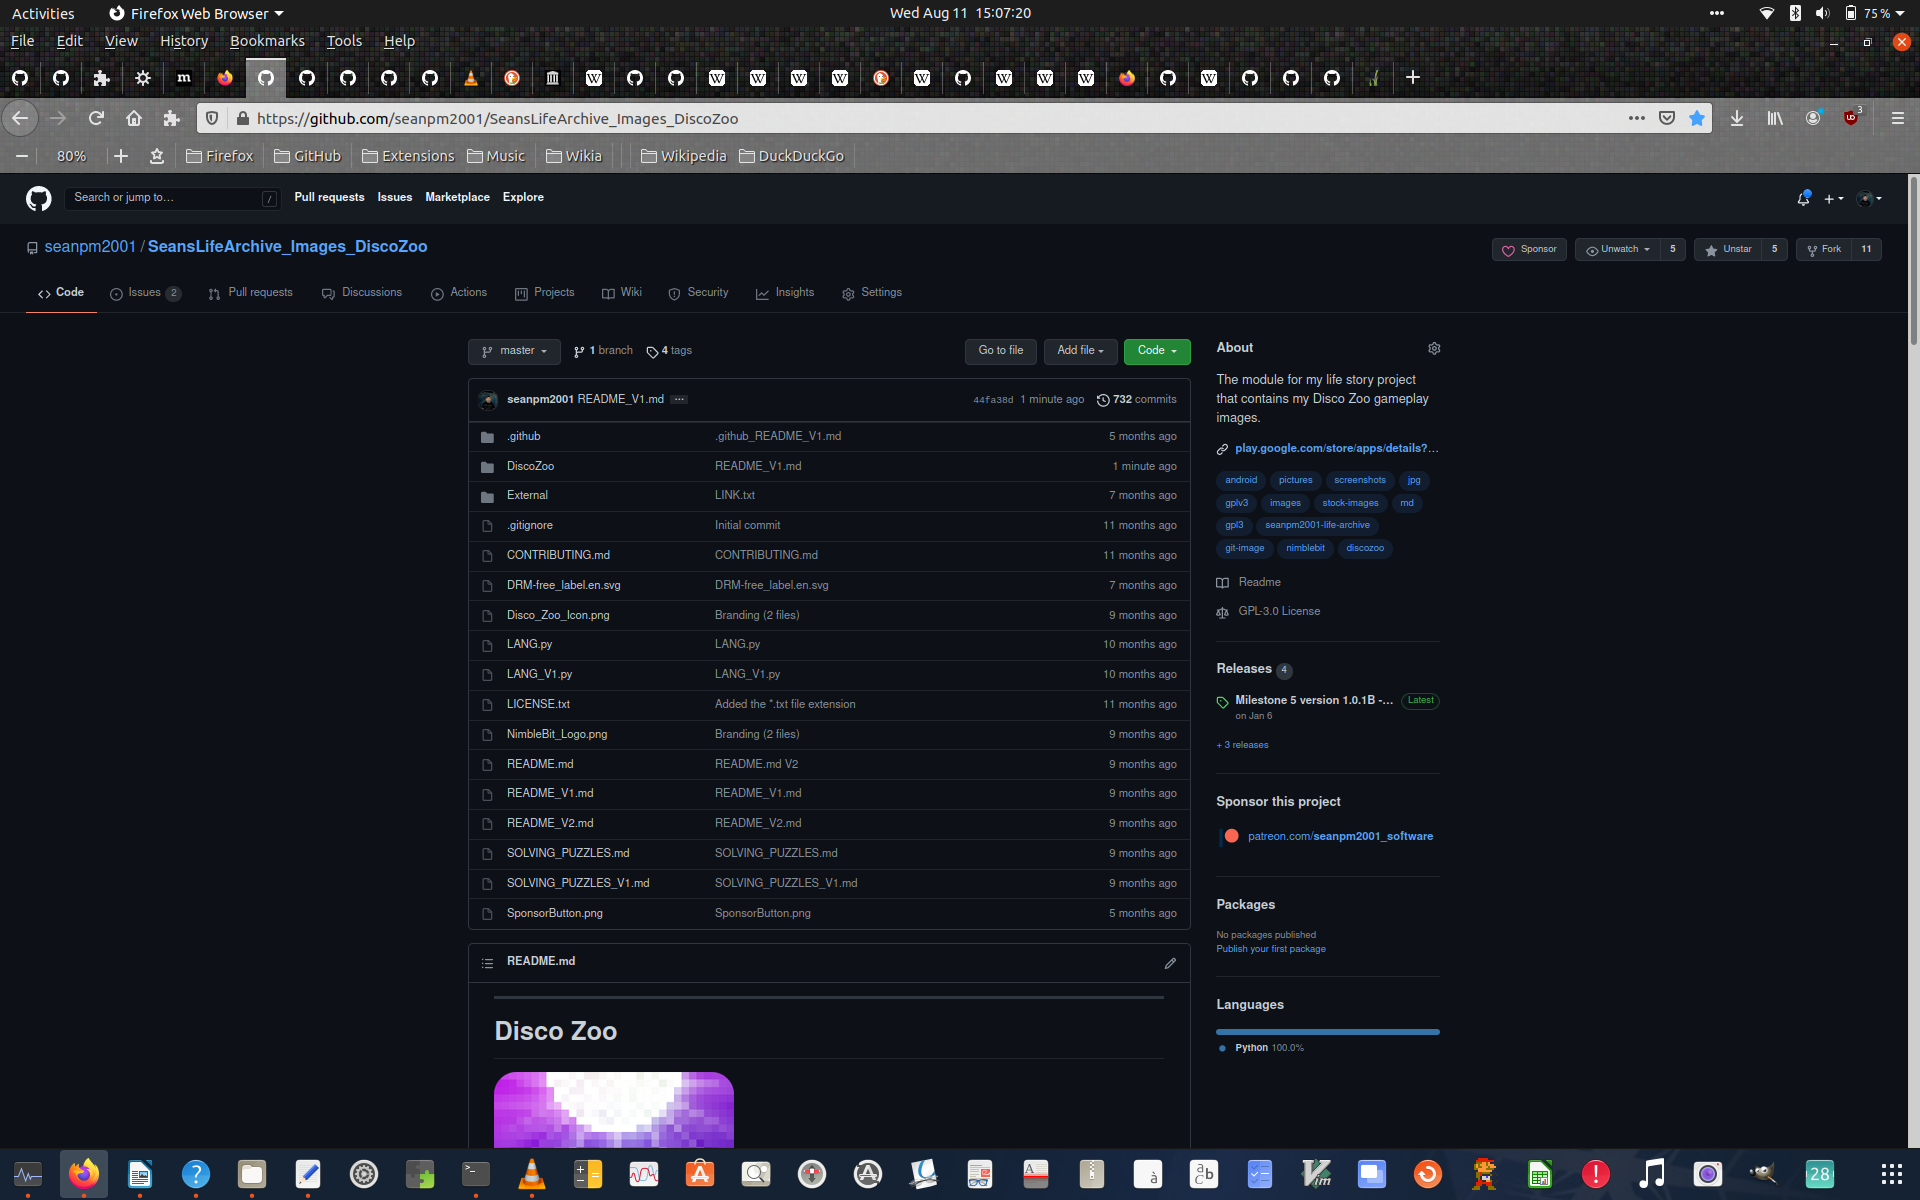 Activities Firefox Web Browser Wed Aug 11 15:07:20 75 %
File Edit View History Bookmarks Tools Help
https://github.com/seanpm2001/SeansLifeArchive_Images_DiscoZoo 3
80% Firefox GitHub Extensions Music Wikia Wikipedia DuckDuckGo
Search or jump to... / Pull requests Issues Marketplace Explore
seanpm2001 / SeansLifeArchive_Images_DiscoZoo Sponsor Unwatch 5 Unstar 5 Fork 11
Code Issues 2 Pull requests Discussions Actions Projects Wiki Security Insights Settings
master 1 branch 4 tags Go to file Add file Code
seanpm2001 README_V1.md ... 44fa38d 1 minute ago 732 commits
.github .github_README_V1.md 5 months ago
DiscoZoo README_V1.md 1 minute ago
External LINK.txt 7 months ago
.gitignore Initial commit 11 months ago
CONTRIBUTING.md CONTRIBUTING.md 11 months ago
DRM-free_label.en.svg DRM-free_label.en.svg 7 months ago
Disco_Zoo_Icon.png Branding (2 files) 9 months ago
LANG.py LANG.py 10 months ago
LANG_V1.py LANG_V1.py 10 months ago
LICENSE.txt Added the *.txt file extension 11 months ago
NimbleBit_Logo.png Branding (2 files) 9 months ago
README.md README.md V2 9 months ago
README_V1.md README_V1.md 9 months ago
README_V2.md README_V2.md 9 months ago
SOLVING_PUZZLES.md SOLVING_PUZZLES.md 9 months ago
SOLVING_PUZZLES_V1.md SOLVING_PUZZLES_V1.md 9 months ago
SponsorButton.png SponsorButton.png 5 months ago
README.md
Disco Zoo
About
The module for my life story project
that contains my Disco Zoo gameplay
images.
play.google.com/store/apps/details?...
android pictures screenshots jpg
gplv3 images stock-images md
gpl3 seanpm2001-life-archive
git-image nimblebit discozoo
Readme
GPL-3.0 License
Releases 4
Milestone 5 version 1.0.1B -... Latest
on Jan 6
+ 3 releases
Sponsor this project
patreon.com/seanpm2001_software
Packages
No packages published
Publish your first package
Languages
Python 100.0%
28